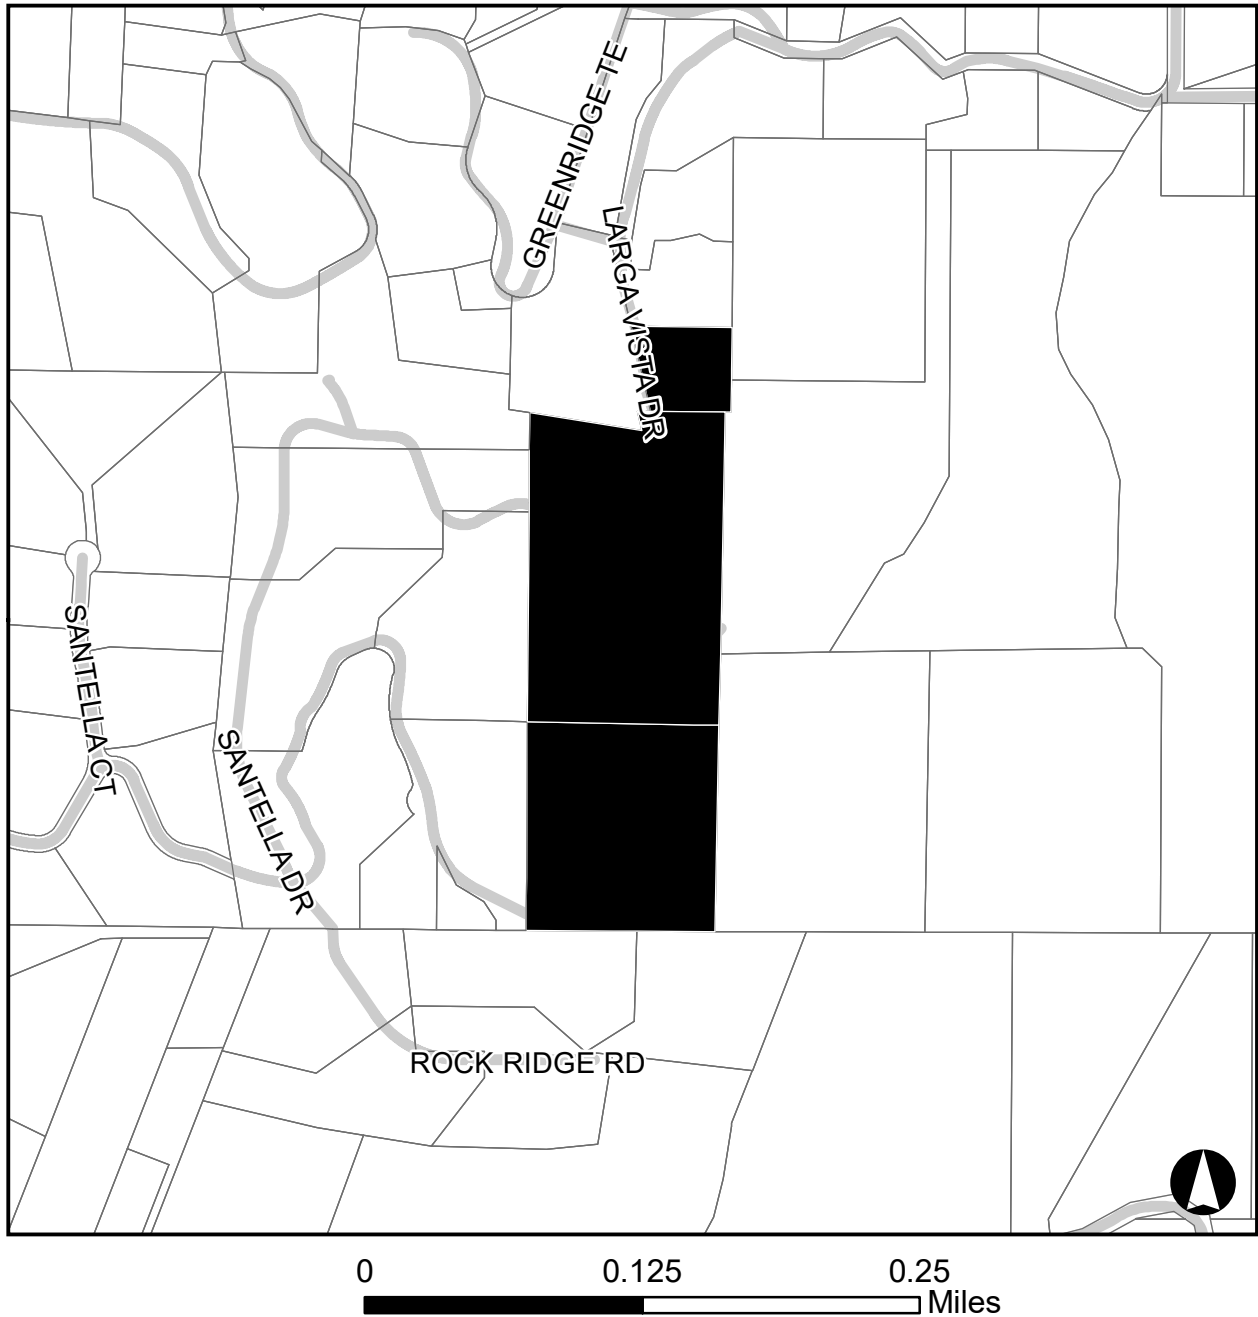 GREENRIDGE TE
LARGA VISTA DR
SANTELLA CT
SANTELLA DR
ROCK RIDGE RD
0 0.125 0.25
Miles